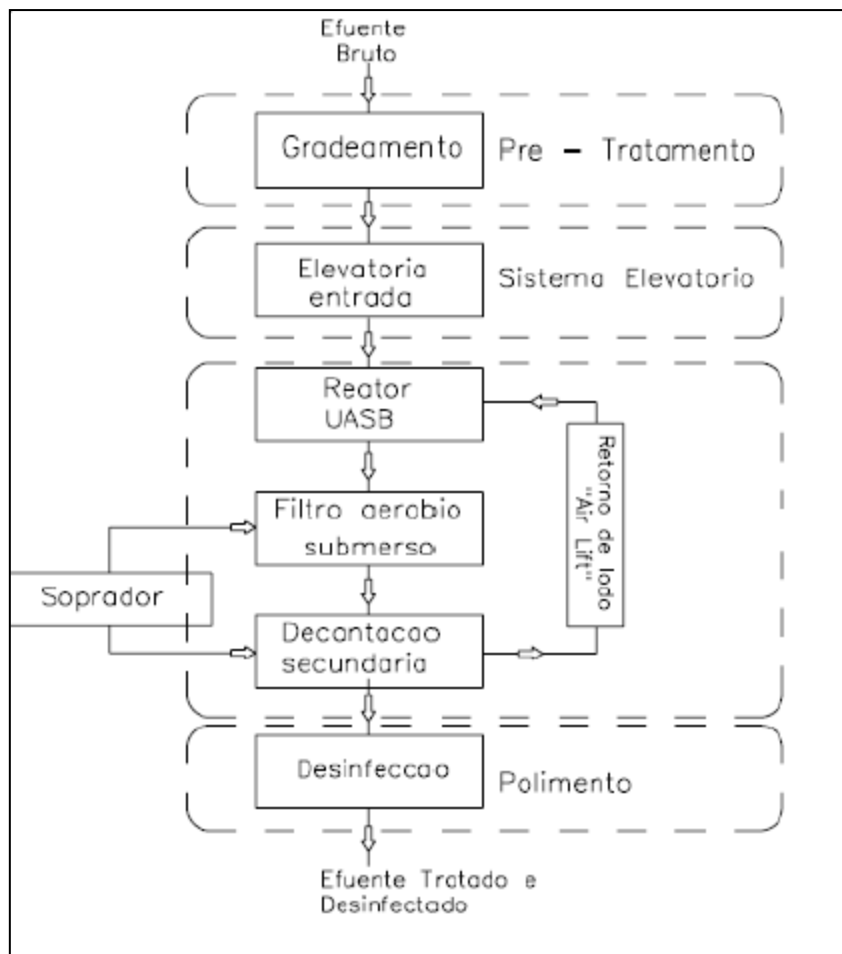 Efuente
Bruto
Gradeamento
Pre - Tratamento
Elevatoria
entrada
Sistema Elevatorio
Reator
UASB
Retorno de lodo
"Air Lift"
Filtro aerobio
submerso
Soprador
Decantacao
secundaria
Desinfeccao
Polimento
Efuente Tratado e
Desinfectado